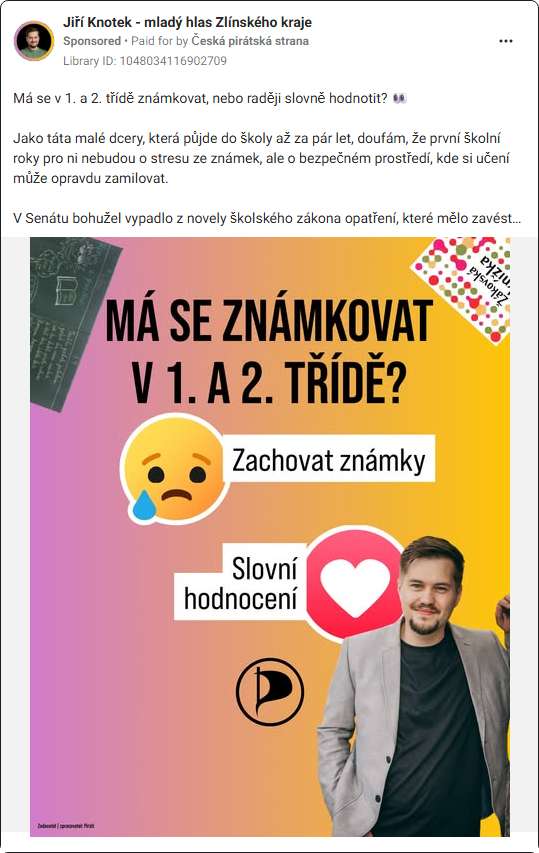 Jiří Knotek - mladý hlas Zlínského kraje
Sponsored • Paid for by Česká pirátská strana
Library ID: 1048034116902709
Má se v 1. a 2. třídě známkovat, nebo raději slovně hodnotit? 👀
Jako táta malé dcery, která půjde do školy až za pár let, doufám, že první školní
roky pro ni nebudou o stresu ze známek, ale o bezpečném prostředí, kde si učení
může opravdu zamilovat.
V Senátu bohužel vypadlo z novely školského zákona opatření, které mělo zavést...
Žákovská
knížka
MÁ SE ZNÁMKOVAT
V 1. A 2. TŘÍDĚ?
Zachovat známky
Slovní
hodnocení
Zadavatel | zpracovatel: Piráti